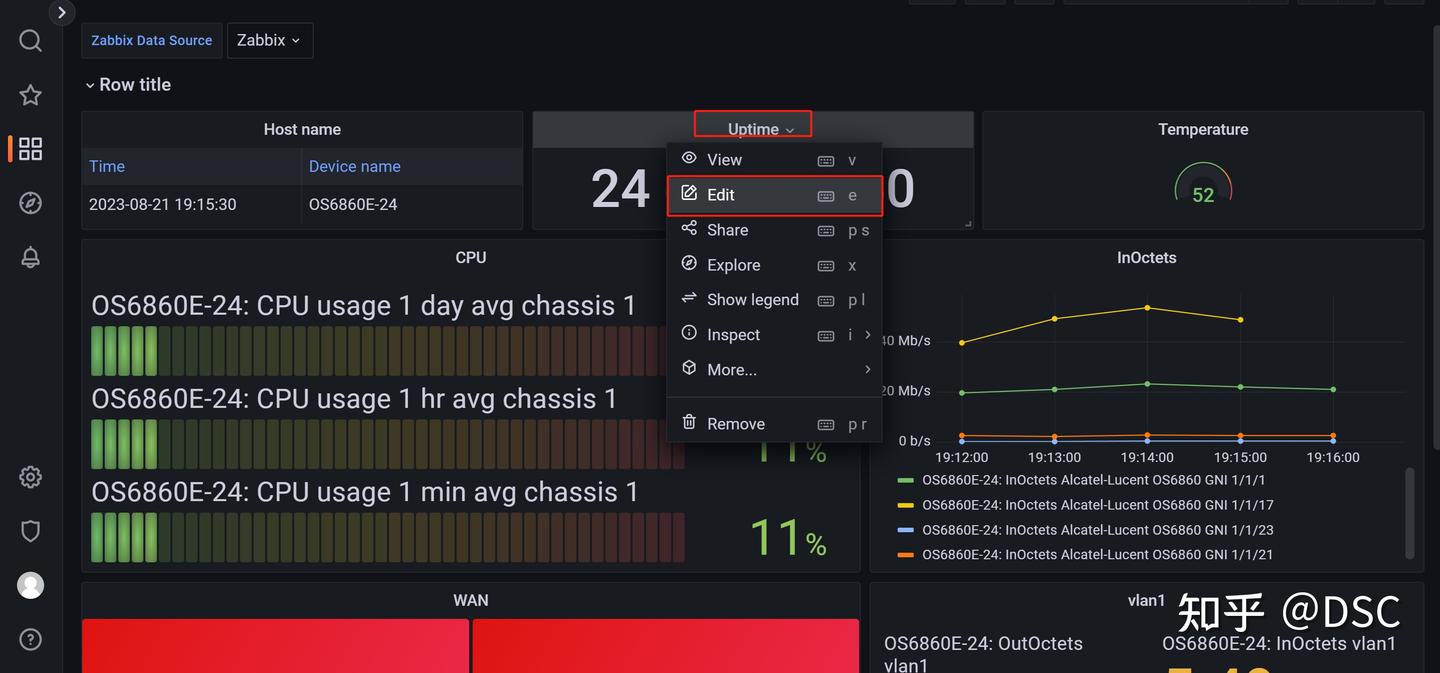 Zabbix Data Source
Zabbix
Row title
Host name
Time
Device name
2023-08-21 19:15:30
OS6860E-24
Uptime
24
0
View v
Edit e
Share p s
Explore x
Show legend p l
Inspect i
More...
Remove p r
Temperature
52
CPU
OS6860E-24: CPU usage 1 day avg chassis 1
OS6860E-24: CPU usage 1 hr avg chassis 1
11%
OS6860E-24: CPU usage 1 min avg chassis 1
11%
InOctets
40 Mb/s
20 Mb/s
0 b/s
19:12:00 19:13:00 19:14:00 19:15:00 19:16:00
OS6860E-24: InOctets Alcatel-Lucent OS6860 GNI 1/1/1
OS6860E-24: InOctets Alcatel-Lucent OS6860 GNI 1/1/17
OS6860E-24: InOctets Alcatel-Lucent OS6860 GNI 1/1/23
OS6860E-24: InOctets Alcatel-Lucent OS6860 GNI 1/1/21
WAN
vlan1
知乎 @DSC
OS6860E-24: OutOctets
vlan1
OS6860E-24: InOctets vlan1